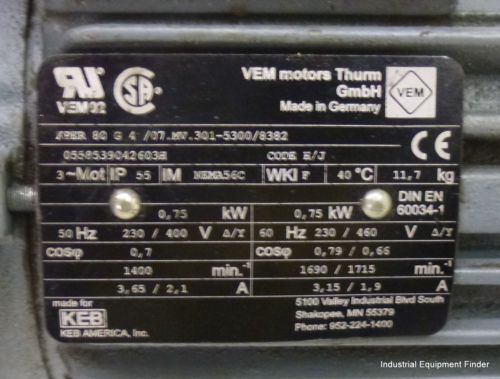 VEM 02
VEM motors Thurm
GmbH
Made in Germany
VEM
KPER 80 G 4 /07.MV.301-5300/8382
0558539042603H CODE H/J
3~Mot IP 55 IM NEMA56C WKl F 40 °C 11,7 kg
0,75 kW 0,75 kW DIN EN
60034-1
50 Hz 230 / 400 V Δ/Y 60 Hz 230 / 460 V Δ/Y
COSφ 0,7 COSφ 0,79 / 0,66
1400 min.⁻¹ 1690 / 1715 min.⁻¹
3,65 / 2,1 A 3,15 / 1,9 A
made for
KEB
KEB AMERICA, Inc.
5100 Valley Industrial Blvd South
Shakopee, MN 55379
Phone: 952-224-1400
Industrial Equipment Finder